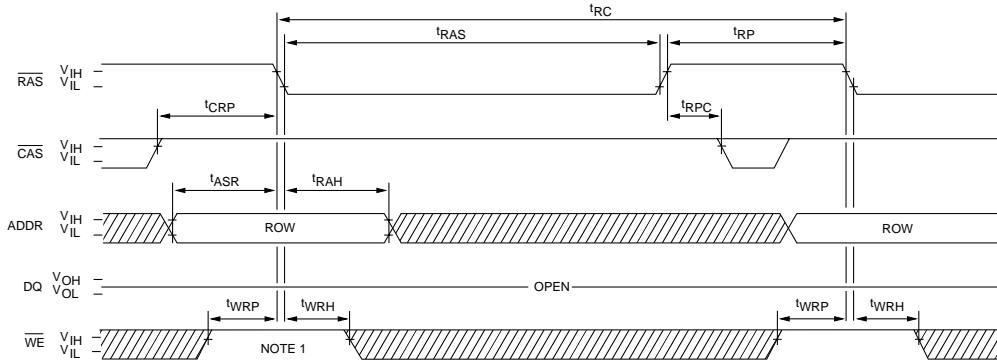 tRC
tRAS
tRP
RAS
VIH
VIL
tCRP
tRPC
CAS
VIH
VIL
tASR
tRAH
ADDR
VIH
VIL
ROW
ROW
DQ
VOH
VOL
OPEN
tWRP
tWRH
tWRP
tWRH
WE
VIH
VIL
NOTE 1